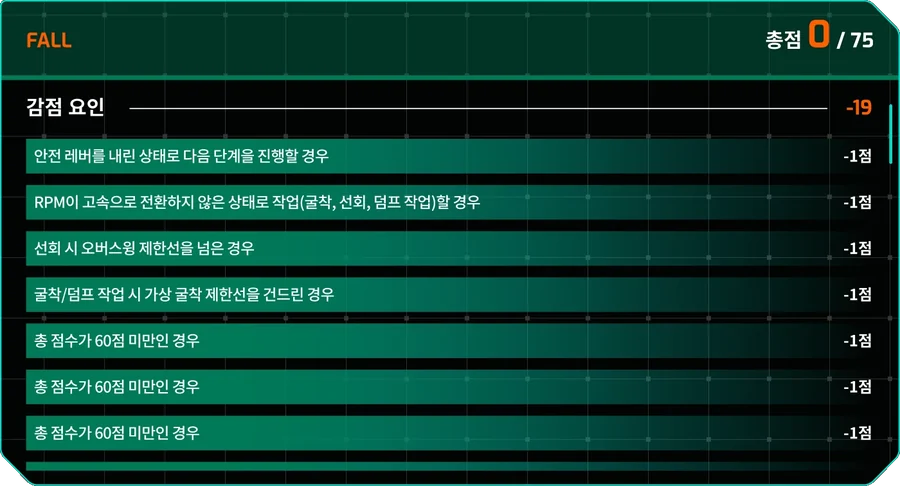 FALL
총점 0 / 75
감점 요인 -19
안전 레버를 내린 상태로 다음 단계을 진행할 경우 -1점
RPM이 고속으로 전환하지 않은 상태로 작업(굴착, 선회, 덤프 작업)할 경우 -1점
선회 시 오버스윙 제한선을 넘은 경우 -1점
굴착/덤프 작업 시 가상 굴착 제한선을 건드린 경우 -1점
총 점수가 60점 미만인 경우 -1점
총 점수가 60점 미만인 경우 -1점
총 점수가 60점 미만인 경우 -1점